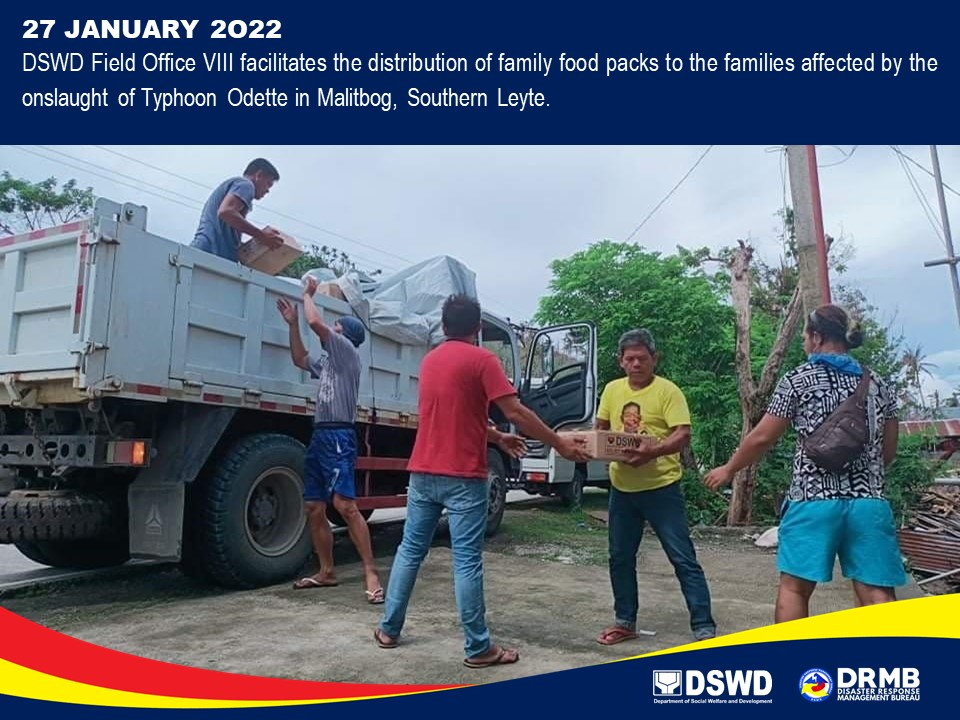 27 JANUARY 2022
DSWD Field Office VIII facilitates the distribution of family food packs to the families affected by the
onslaught of Typhoon Odette in Malitbog, Southern Leyte.
DSWD
DSWD
Department of Social Welfare and Development
DRMB
DISASTER RESPONSE
MANAGEMENT BUREAU